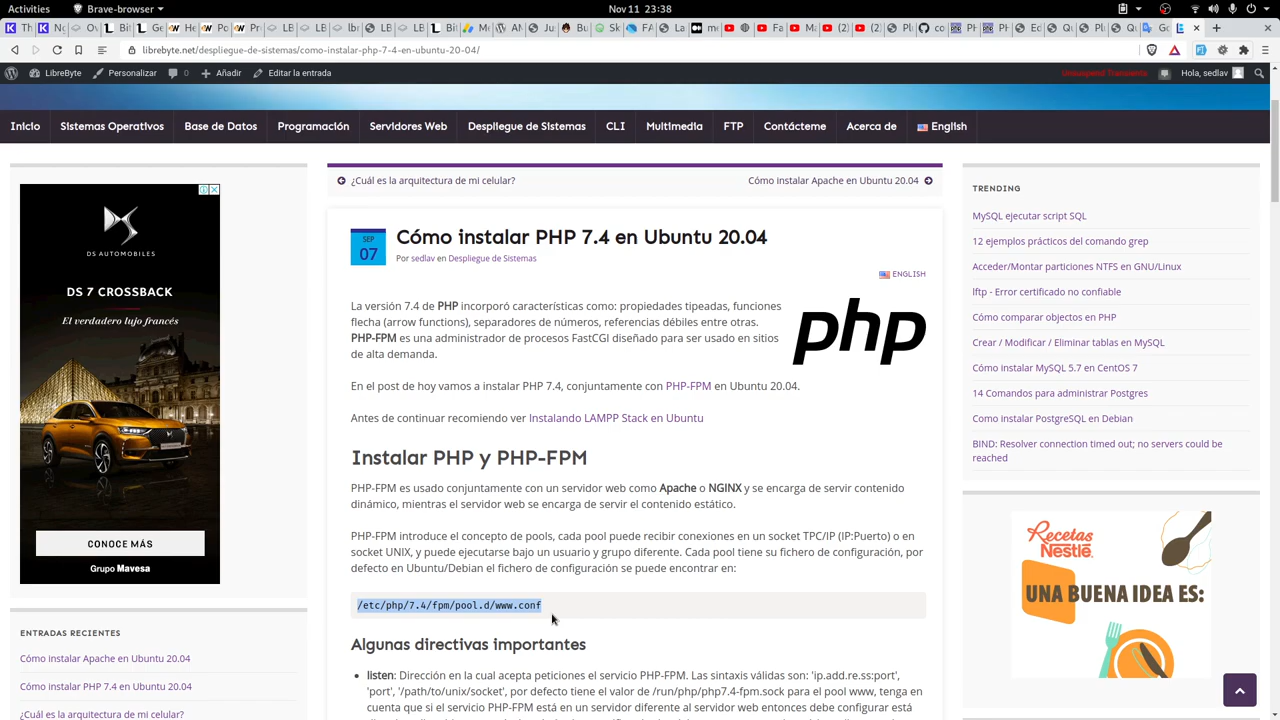 Activities
Brave-browser
Nov 11 23:38
librebyte.net/despliegue-de-sistemas/como-instalar-php-7-4-en-ubuntu-20-04/
LibreByte
Personalizar
0
Añadir
Editar la entrada
Unsuspend Transients
Hola, sedlav
Inicio
Sistemas Operativos
Base de Datos
Programación
Servidores Web
Despliegue de Sistemas
CLI
Multimedia
FTP
Contácteme
Acerca de
English
DS AUTOMOBILES
DS 7 CROSSBACK
El verdadero lujo francés
CONOCE MÁS
Grupo Mavesa
ENTRADAS RECIENTES
Cómo instalar Apache en Ubuntu 20.04
Cómo instalar PHP 7.4 en Ubuntu 20.04
¿Cuál es la arquitectura de mi celular?
¿Cuál es la arquitectura de mi celular?
Cómo instalar Apache en Ubuntu 20.04
SEP
07
Cómo instalar PHP 7.4 en Ubuntu 20.04
Por sedlav en Despliegue de Sistemas
ENGLISH
La versión 7.4 de PHP incorporó características como: propiedades tipeadas, funciones
flecha (arrow functions), separadores de números, referencias débiles entre otras.
PHP-FPM es una administrador de procesos FastCGI diseñado para ser usado en sitios
de alta demanda.
php
En el post de hoy vamos a instalar PHP 7.4, conjuntamente con PHP-FPM en Ubuntu 20.04.
Antes de continuar recomiendo ver Instalando LAMPP Stack en Ubuntu
Instalar PHP y PHP-FPM
PHP-FPM es usado conjuntamente con un servidor web como Apache o NGINX y se encarga de servir contenido
dinámico, mientras el servidor web se encarga de servir el contenido estático.
PHP-FPM introduce el concepto de pools, cada pool puede recibir conexiones en un socket TPC/IP (IP:Puerto) o en
socket UNIX, y puede ejecutarse bajo un usuario y grupo diferente. Cada pool tiene su fichero de configuración, por
defecto en Ubuntu/Debian el fichero de configuración se puede encontrar en:
/etc/php/7.4/fpm/pool.d/www.conf
Algunas directivas importantes
listen: Dirección en la cual acepta peticiones el servicio PHP-FPM. Las sintaxis válidas son: 'ip.add.re.ss:port',
'port', '/path/to/unix/socket', por defecto tiene el valor de /run/php/php7.4-fpm.sock para el pool www, tenga en
cuenta que si el servicio PHP-FPM está en un servidor diferente al servidor web entonces debe configurar está
TRENDING
MySQL ejecutar script SQL
12 ejemplos prácticos del comando grep
Acceder/Montar particiones NTFS en GNU/Linux
lftp - Error certificado no confiable
Cómo comparar objectos en PHP
Crear / Modificar / Eliminar tablas en MySQL
Cómo instalar MySQL 5.7 en CentOS 7
14 Comandos para administrar Postgres
Como instalar PostgreSQL en Debian
BIND: Resolver connection timed out; no servers could be
reached
Recetas
Nestlé.
UNA BUENA IDEA ES: